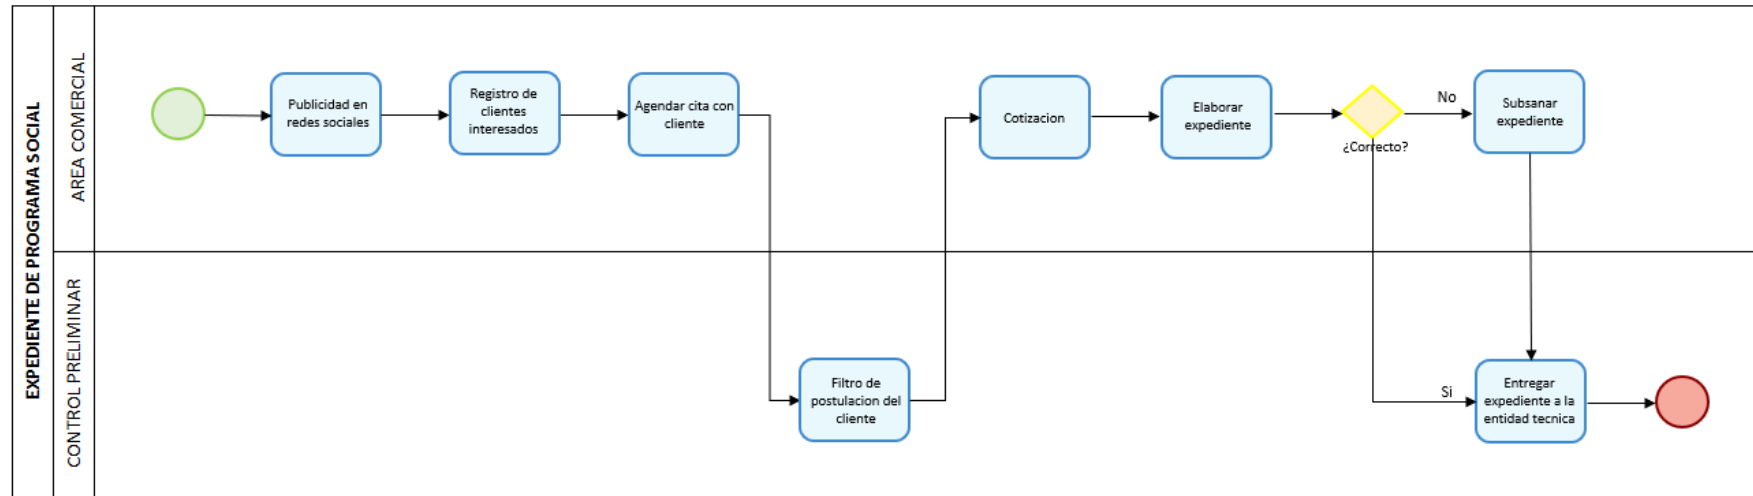 EXPEDIENTE DE PROGRAMA SOCIAL
AREA COMERCIAL
Publicidad en
redes sociales
Registro de
clientes
interesados
Agendar cita con
cliente
Cotizacion
Elaborar
expediente
¿Correcto?
No
Subsanar
expediente
CONTROL PRELIMINAR
Filtro de
postulacion del
cliente
Si
Entregar
expediente a la
entidad tecnica